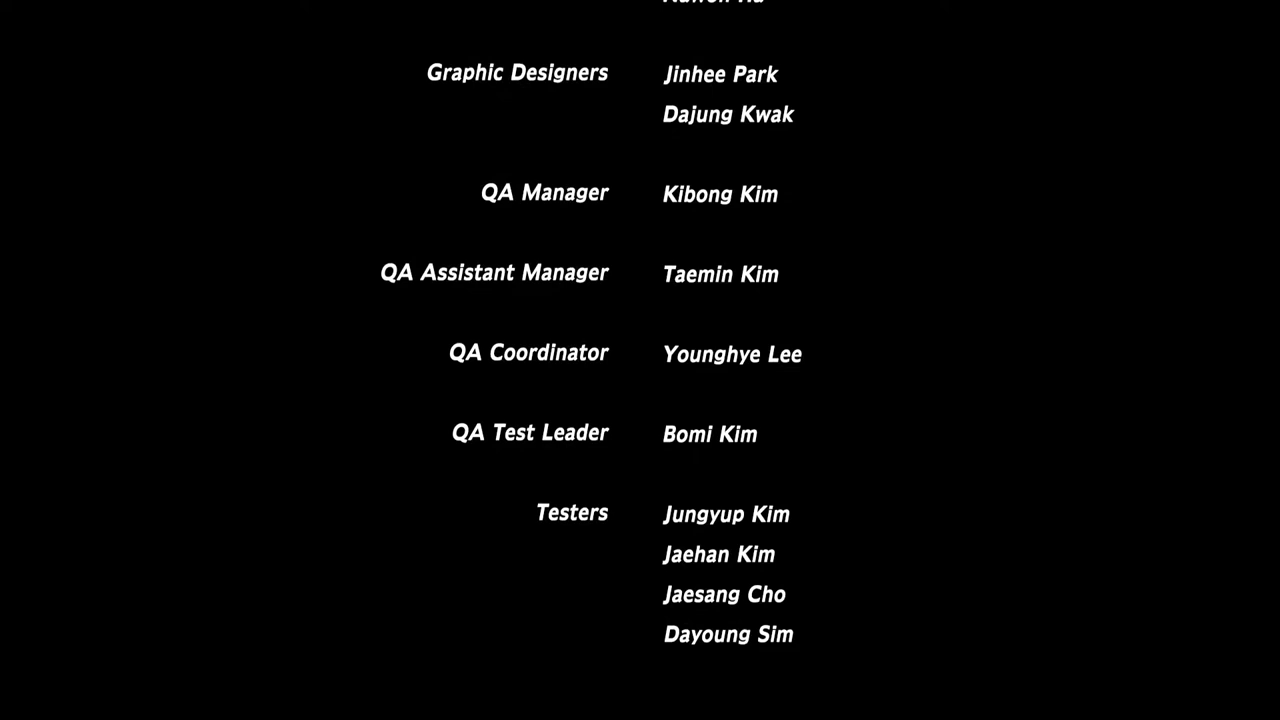 Graphic Designers Jinhee Park
Dajung Kwak
QA Manager Kibong Kim
QA Assistant Manager Taemin Kim
QA Coordinator Younghye Lee
QA Test Leader Bomi Kim
Testers Jungyup Kim
Jaehan Kim
Jaesang Cho
Dayoung Sim